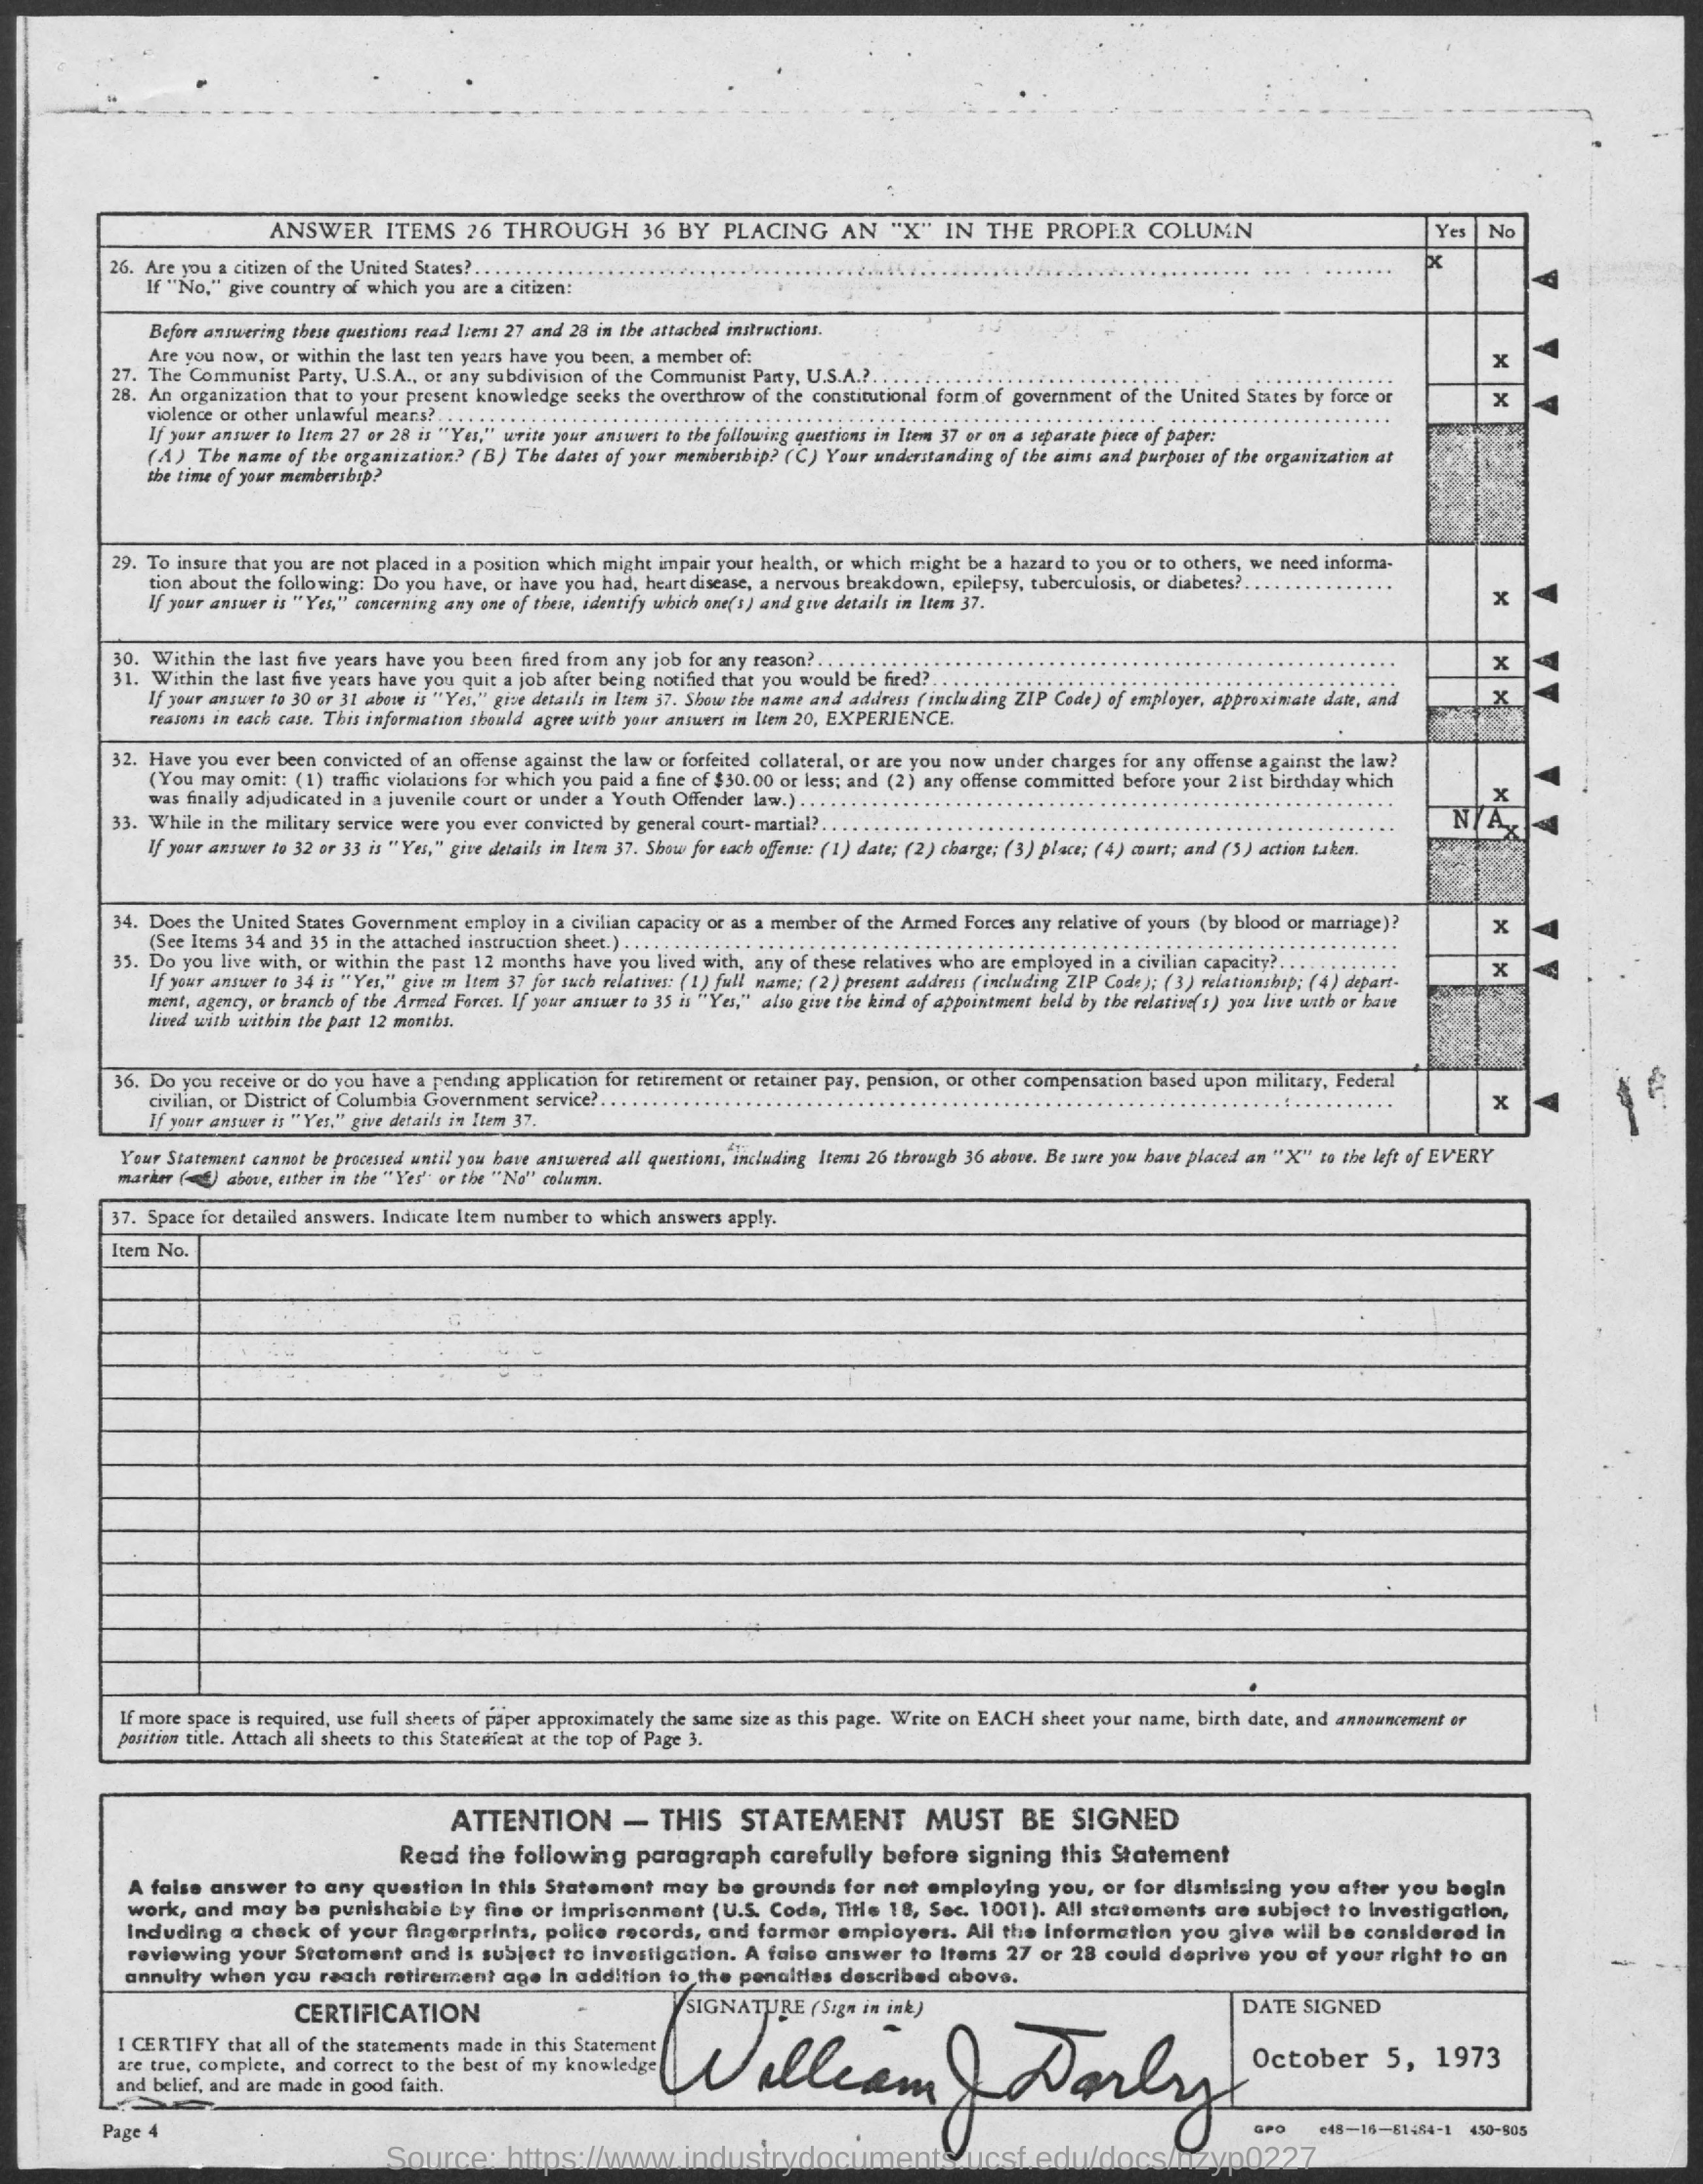 ANSWER ITEMS 26 THROUGH 36 BY PLACING AN "X" IN THE PROPER COLUMN Yes No
26. Are you a citizen of the United States? X
If "No," give country of which you are a citizen:
Before answering these questions read Items 27 and 28 in the attached instructions.
Are you now, or within the last ten years have you been, a member of:
27. The Communist Party, U.S.A., or any subdivision of the Communist Party, U.S.A.? X
28. An organization that to your present knowledge seeks the overthrow of the constitutional form of government of the United States by force or X
violence or other unlawful means?
If your answer to Item 27 or 28 is "Yes," write your answers to the following questions in Item 37 or on a separate piece of paper:
(A) The name of the organization? (B) The dates of your membership? (C) Your understanding of the aims and purposes of the organization at
the time of your membership?
29. To insure that you are not placed in a position which might impair your health, or which might be a hazard to you or to others, we need informa-
tion about the following: Do you have, or have you had, heart disease, a nervous breakdown, epilepsy, tuberculosis, or diabetes?
If your answer is "Yes," concerning any one of these, identify which one(s) and give details in Item 37. X
30. Within the last five years have you been fired from any job for any reason? X
31. Within the last five years have you quit a job after being notified that you would be fired?
If your answer to 30 or 31 above is "Yes," give details in Item 37. Show the name and address (including ZIP Code) of employer, approximate date, and X
reasons in each case. This information should agree with your answers in Item 20, EXPERIENCE.
32. Have you ever been convicted of an offense against the law or forfeited collateral, or are you now under charges for any offense against the law?
(You may omit: (1) traffic violations for which you paid a fine of $30.00 or less; and (2) any offense committed before your 21st birthday which
was finally adjudicated in a juvenile court or under a Youth Offender law.) X
33. While in the military service were you ever convicted by general court-martial? N/A X
If your answer to 32 or 33 is "Yes," give details in Item 37. Show for each offense: (1) date; (2) charge; (3) place; (4) court; and (5) action taken.
34. Does the United States Government employ in a civilian capacity or as a member of the Armed Forces any relative of yours (by blood or marriage)? X
(See Items 34 and 35 in the attached instruction sheet.)
35. Do you live with, or within the past 12 months have you lived with, any of these relatives who are employed in a civilian capacity? X
If your answer to 34 is "Yes," give in Item 37 for such relatives: (1) full name; (2) present address (including ZIP Code); (3) relationship; (4) depart-
ment, agency, or branch of the Armed Forces. If your answer to 35 is "Yes," also give the kind of appointment held by the relative(s) you live with or have
lived with within the past 12 months.
36. Do you receive or do you have a pending application for retirement or retainer pay, pension, or other compensation based upon military, Federal
civilian, or District of Columbia Government service? X
If your answer is "Yes," give details in Item 37.
Your Statement cannot be processed until you have answered all questions, including Items 26 through 36 above. Be sure you have placed an "X" to the left of EVERY
marker ( ) above, either in the "Yes" or the "No" column.
37. Space for detailed answers. Indicate Item number to which answers apply.
Item No.
If more space is required, use full sheets of paper approximately the same size as this page. Write on EACH sheet your name, birth date, and announcement or
position title. Attach all sheets to this Statement at the top of Page 3.
ATTENTION — THIS STATEMENT MUST BE SIGNED
Read the following paragraph carefully before signing this Statement
A false answer to any question in this Statement may be grounds for not employing you, or for dismissing you after you begin
work, and may be punishable by fine or imprisonment (U.S. Code, Title 18, Sec. 1001). All statements are subject to investigation,
including a check of your fingerprints, police records, and former employers. All the information you give will be considered in
reviewing your Statement and is subject to investigation. A false answer to Items 27 or 28 could deprive you of your right to an
annuity when you reach retirement age in addition to the penalties described above.
CERTIFICATION
I CERTIFY that all of the statements made in this Statement
are true, complete, and correct to the best of my knowledge
and belief, and are made in good faith.
SIGNATURE (Sign in ink)
William J Darby
DATE SIGNED
October 5, 1973
Page 4
GPO c48—16—81484-1 450-805
Source: https://www.industrydocuments.ucsf.edu/docs/nzyp0227